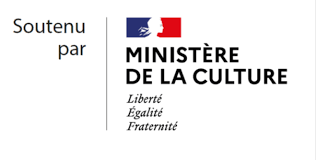 Soutenu
par
MINISTÈRE
DE LA CULTURE
Liberté
Égalité
Fraternité